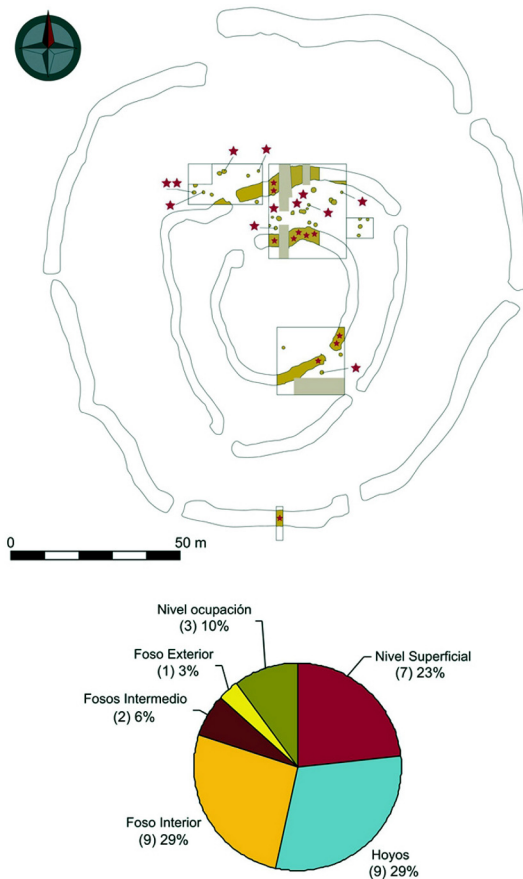 0
50 m
Nivel ocupación
(3) 10%
Foso Exterior
(1) 3%
Nivel Superficial
(7) 23%
Fosos Intermedio
(2) 6%
Foso Interior
(9) 29%
Hoyos
(9) 29%